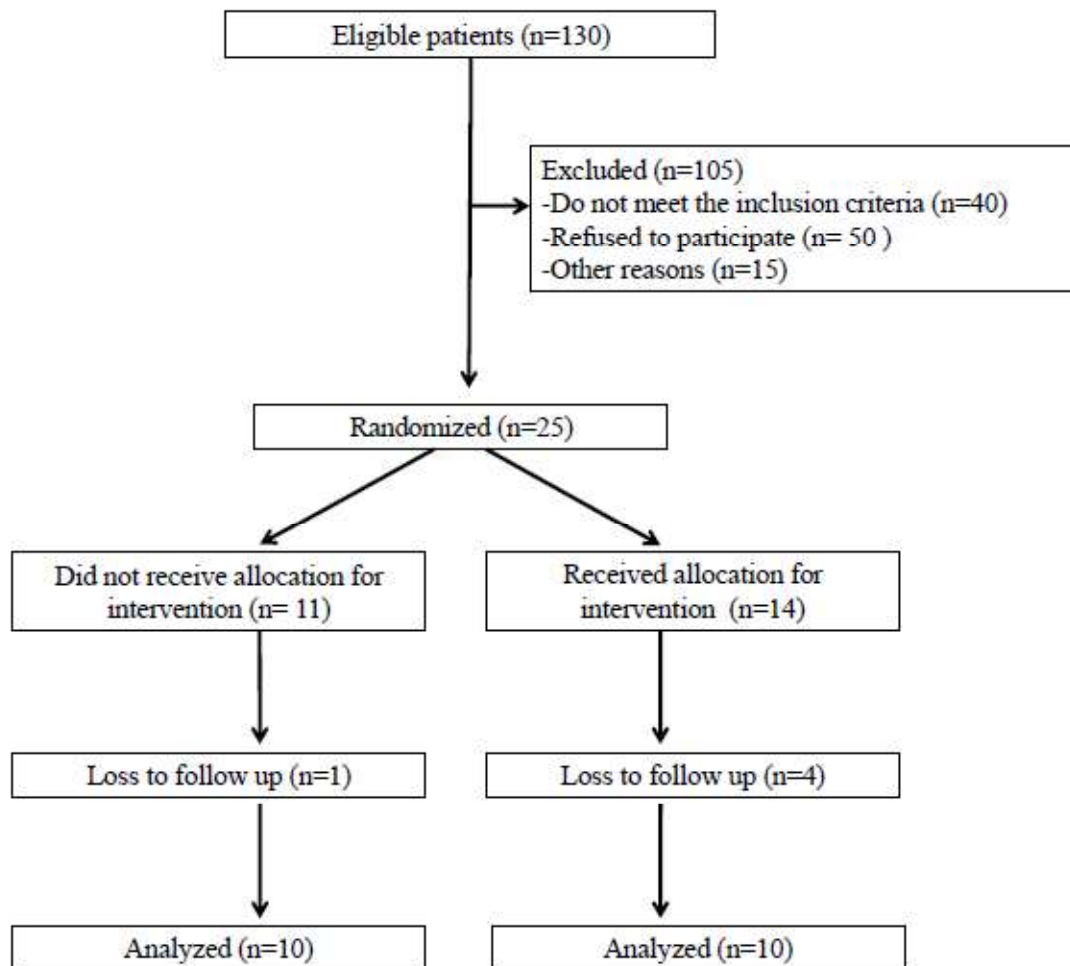 Eligible patients (n=130)
Excluded (n=105)
-Do not meet the inclusion criteria (n=40)
-Refused to participate (n= 50 )
-Other reasons (n=15)
Randomized (n=25)
Did not receive allocation for
intervention (n= 11)
Received allocation for
intervention  (n=14)
Loss to follow up (n=1)
Loss to follow up (n=4)
Analyzed (n=10)
Analyzed (n=10)